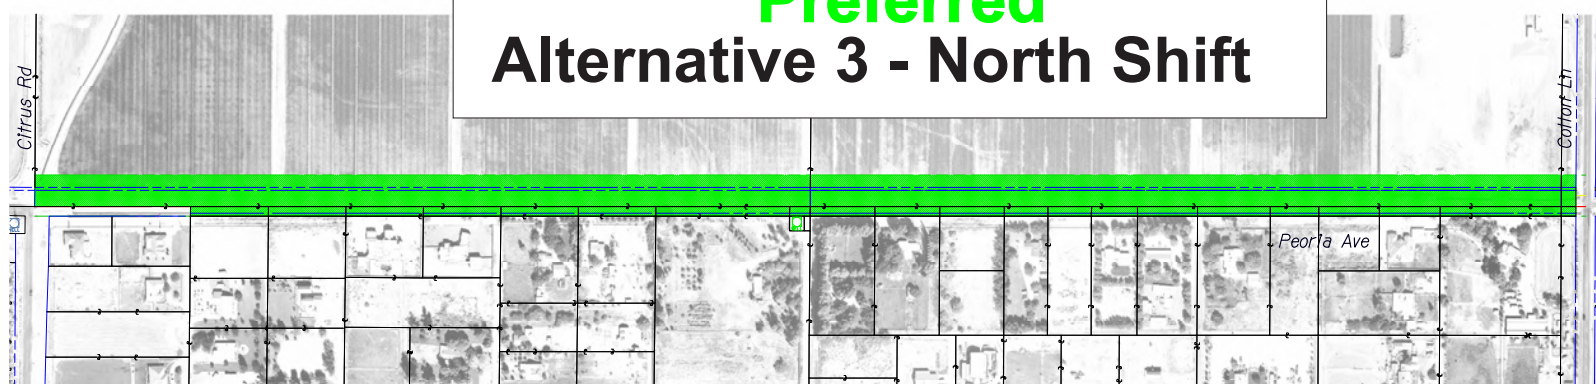 Preferred
Alternative 3 - North Shift
Citrus Rd
Cotton Ln
Peoria Ave